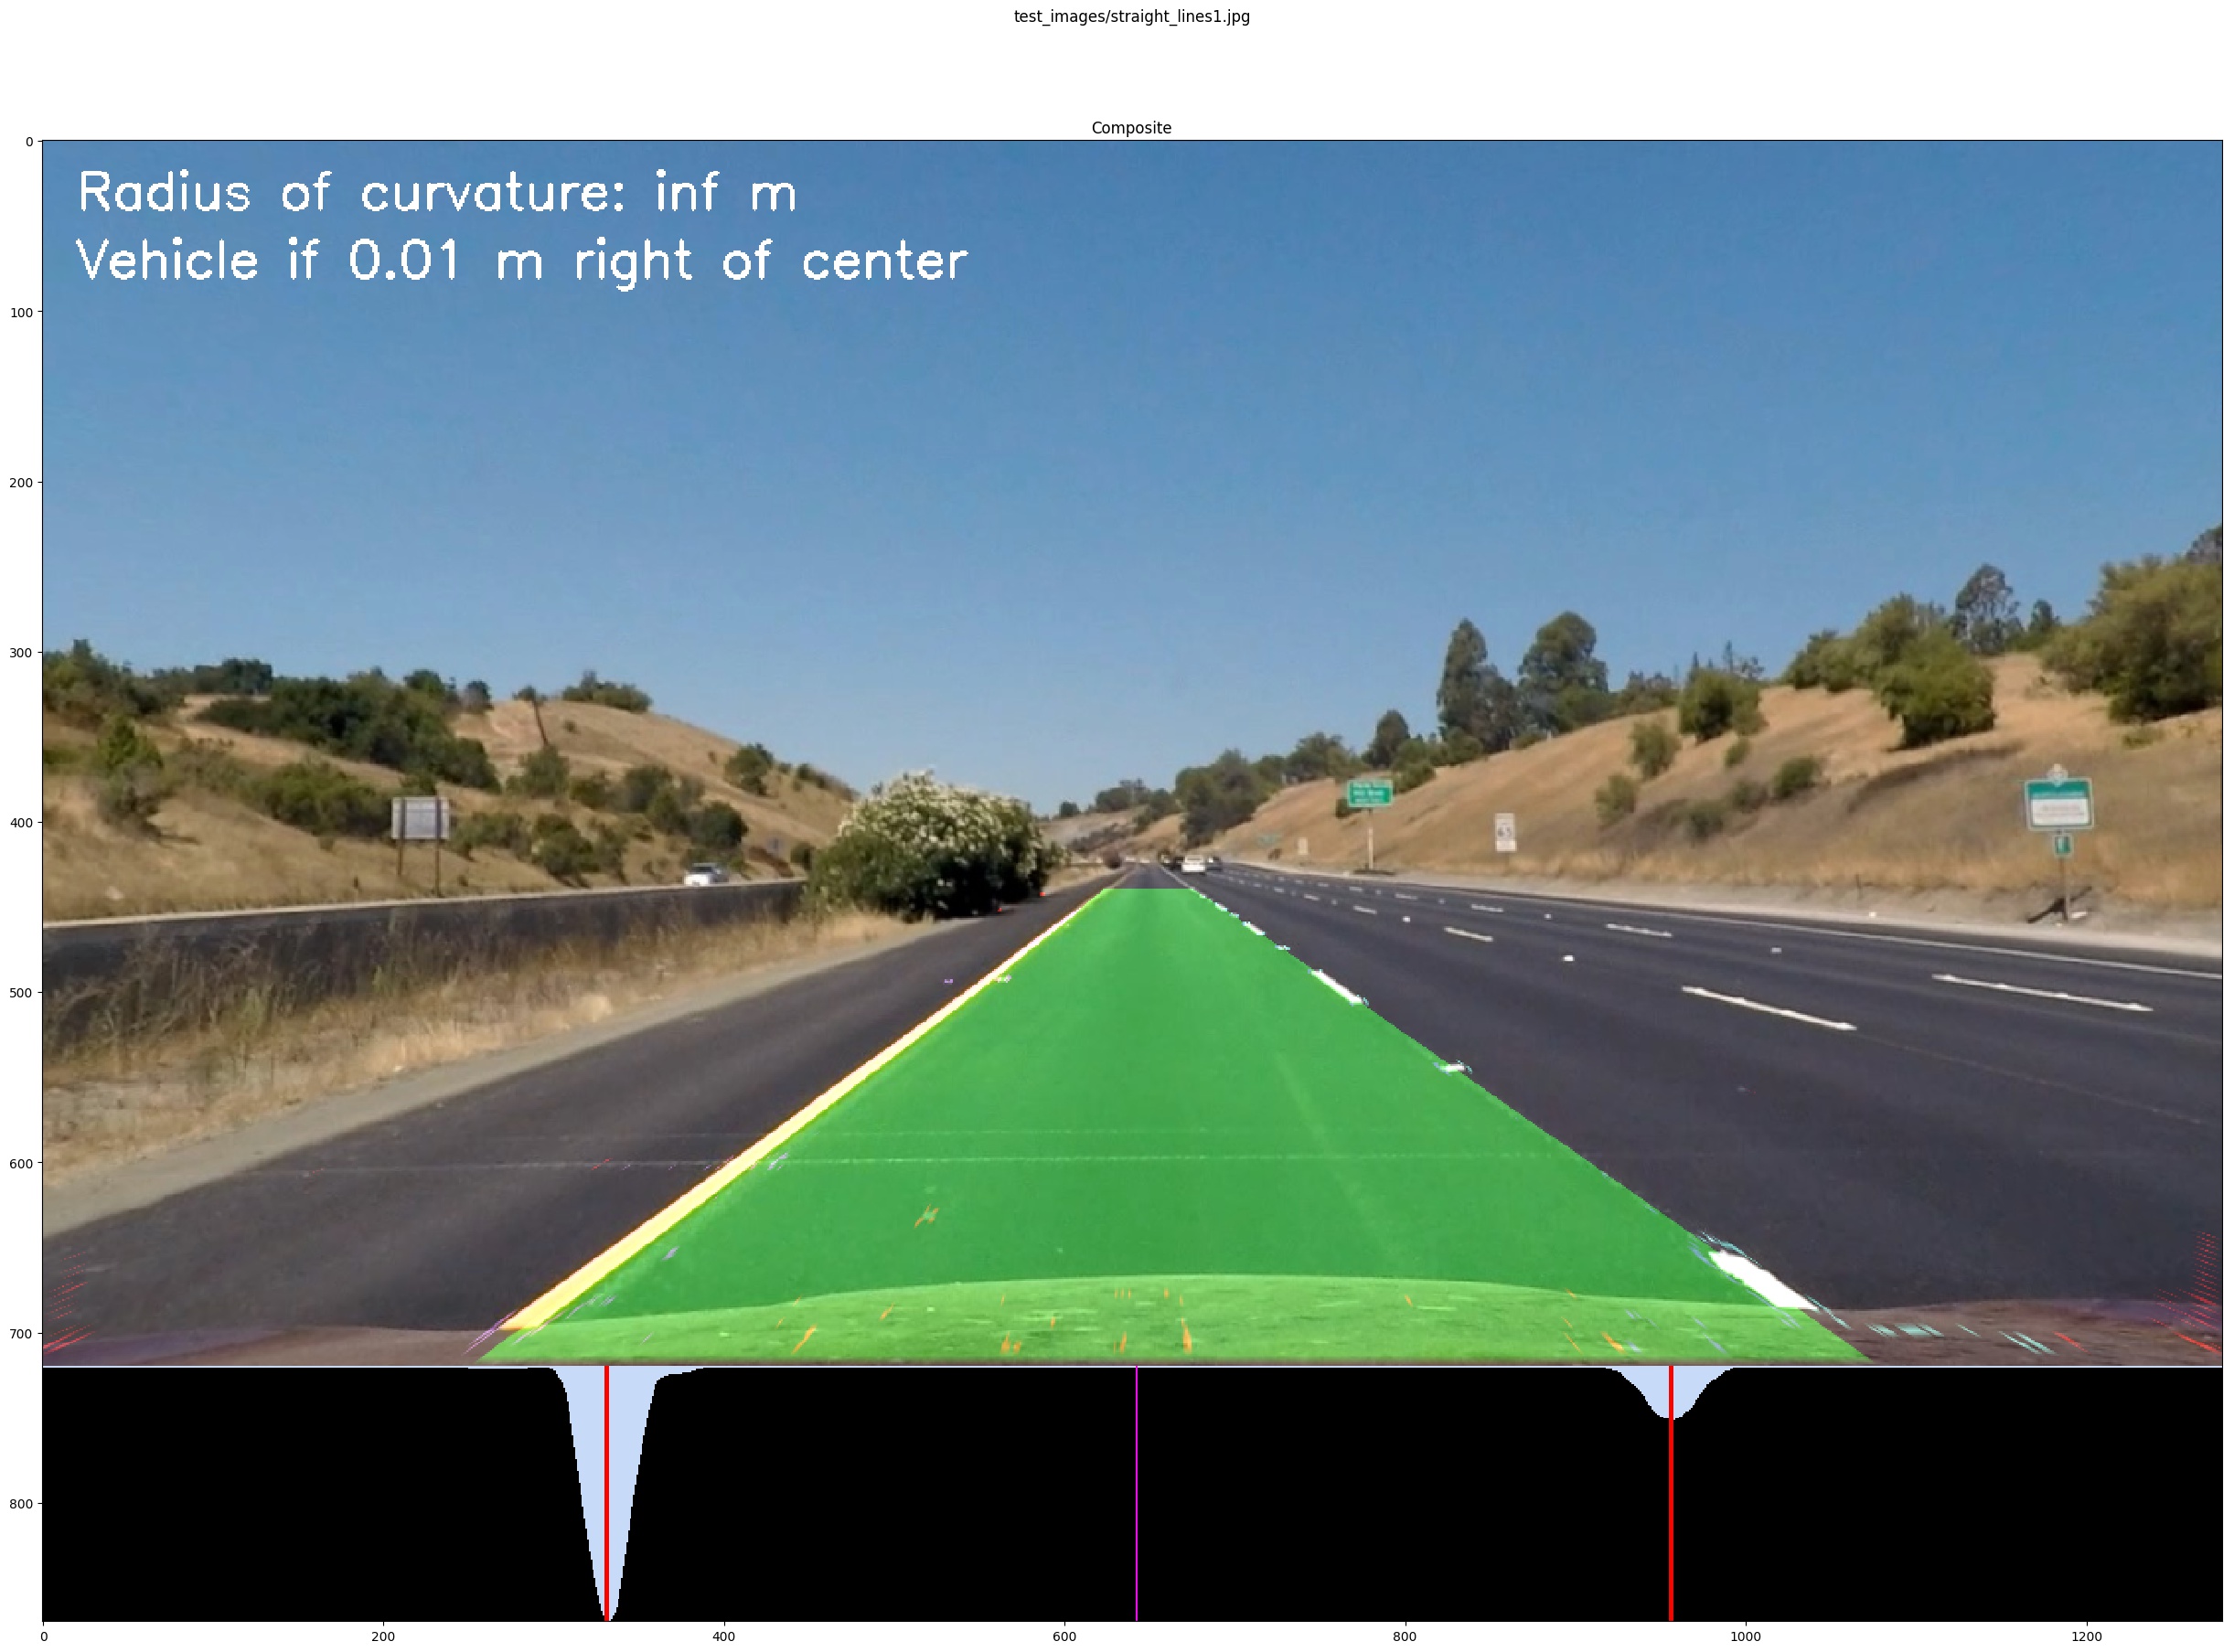 test_images/straight_lines1.jpg
Composite
0
Radius of curvature: inf m
Vehicle if 0.01 m right of center
100
200
300
400
500
600
700
800
0 200 400 600 800 1000 1200